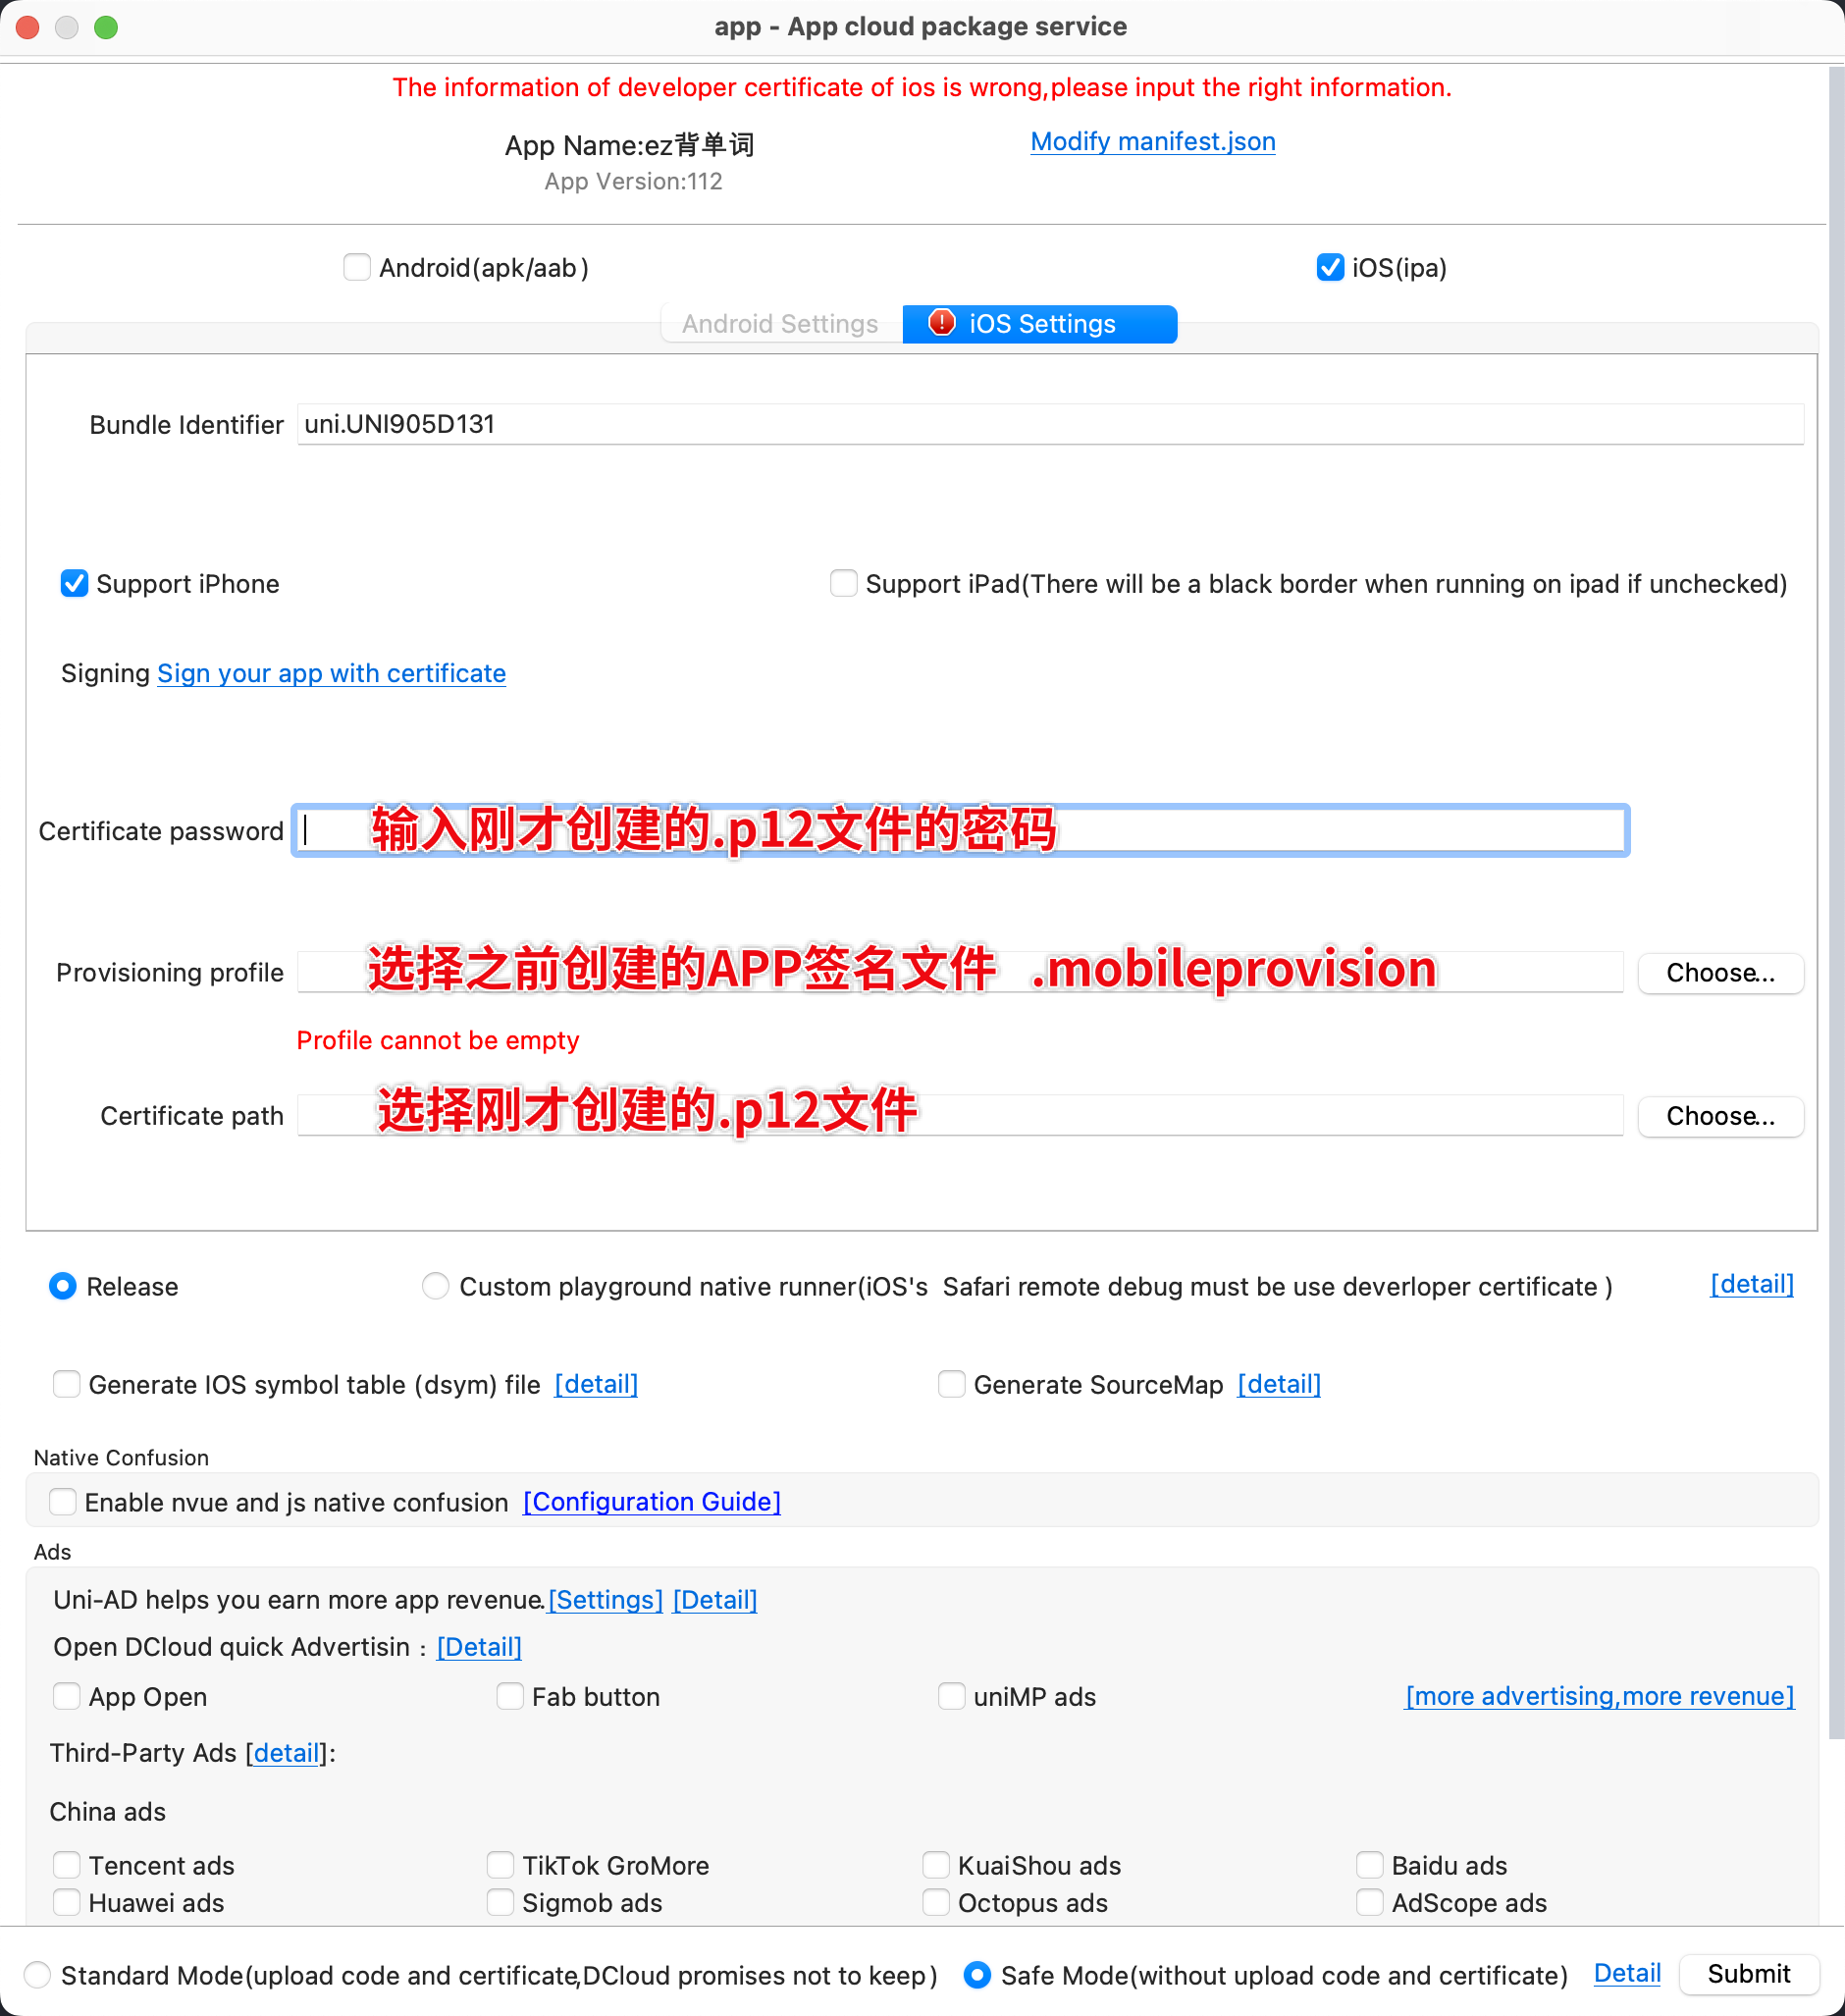 app - App cloud package service
The information of developer certificate of ios is wrong,please input the right information.
App Name:ez背单词
Modify manifest.json
App Version:112
Android(apk/aab)
iOS(ipa)
Android Settings
iOS Settings
Bundle Identifier
uni.UNI905D131
Support iPhone
Support iPad(There will be a black border when running on ipad if unchecked)
Signing Sign your app with certificate
Certificate password
输入刚才创建的.p12文件的密码
Provisioning profile
选择之前创建的APP签名文件 .mobileprovision
Choose...
Profile cannot be empty
Certificate path
选择刚才创建的.p12文件
Choose...
Release
Custom playground native runner(iOS's Safari remote debug must be use deverloper certificate )
[detail]
Generate IOS symbol table (dsym) file [detail]
Generate SourceMap [detail]
Native Confusion
Enable nvue and js native confusion [Configuration Guide]
Ads
Uni-AD helps you earn more app revenue.[Settings] [Detail]
Open DCloud quick Advertisin : [Detail]
App Open
Fab button
uniMP ads
[more advertising,more revenue]
Third-Party Ads [detail]:
China ads
Tencent ads
TikTok GroMore
KuaiShou ads
Baidu ads
Huawei ads
Sigmob ads
Octopus ads
AdScope ads
Standard Mode(upload code and certificate,DCloud promises not to keep)
Safe Mode(without upload code and certificate)
Detail
Submit